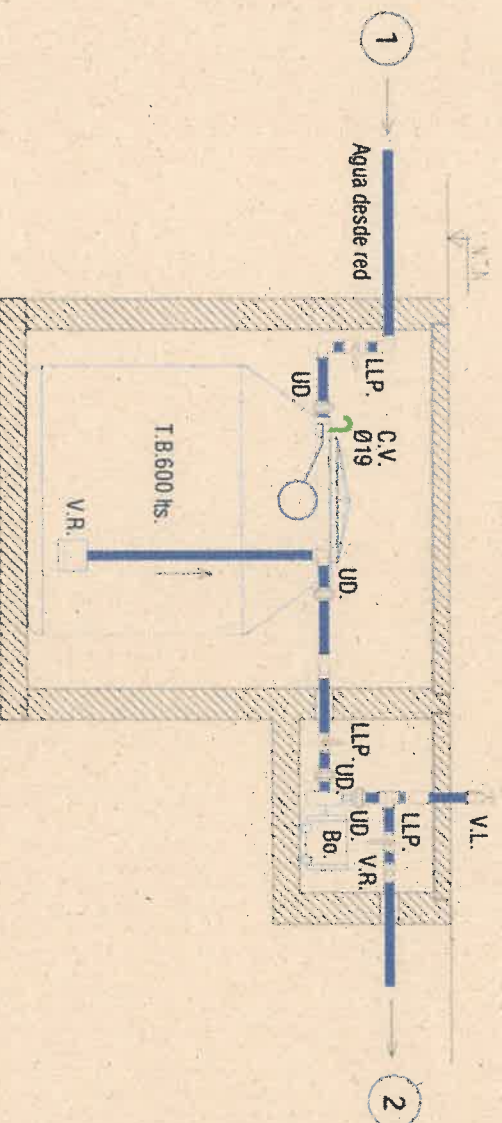 V.L.
1
2
Agua desde red
LLP.
C.V.
Ø19
UD.
UD.
LLP.
UD.
UD.
LLP.
V.R.
Bo.
T.B.600 lts.
V.R.